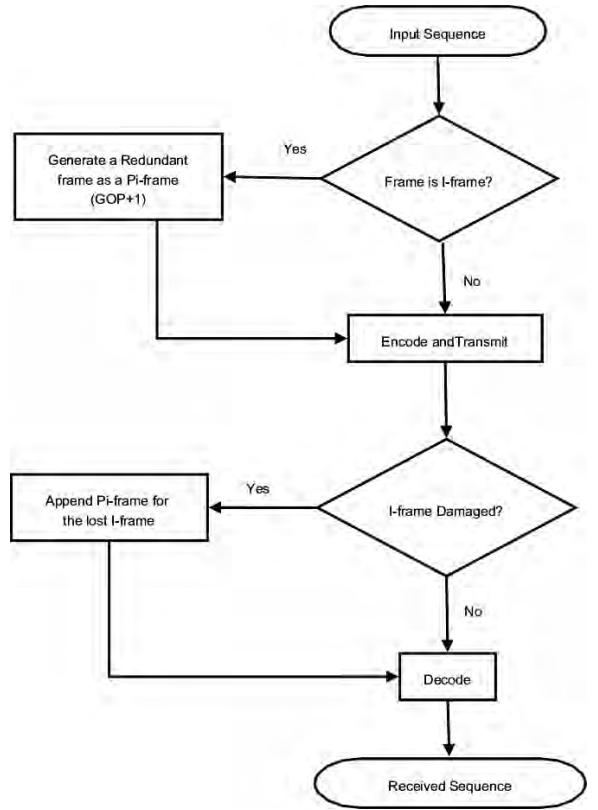 Input Sequence
Yes
Generate a Redundant
frame as a Pi-frame
(GOP+1)
Frame is I-frame?
No
Encode andTransmit
Yes
Append Pi-frame for
the lost I-frame
I-frame Damaged?
No
Decode
Received Sequence